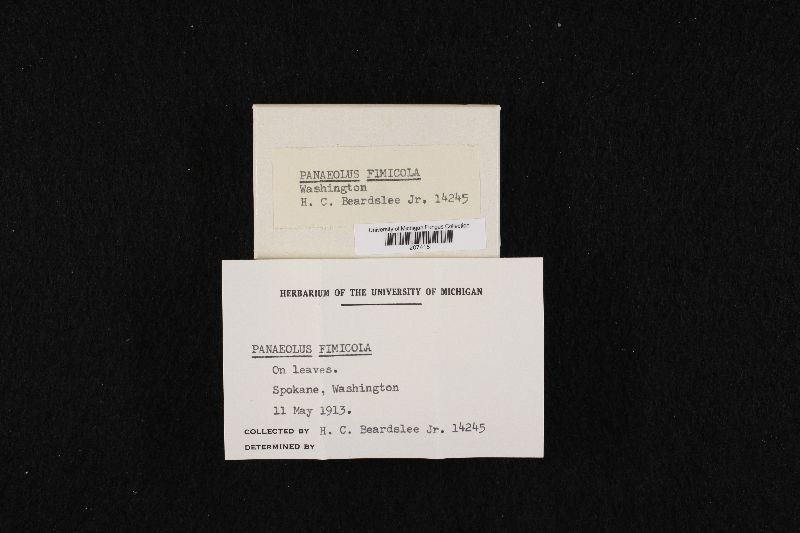 PANAEOLUS FIMICOLA
Washington
H. C. Beardslee Jr. 14245
University of Michigan Fungus Collection
HERBARIUM OF THE UNIVERSITY OF MICHIGAN
PANAEOLUS FIMICOLA
On leaves.
Spokane, Washington
11 May 1913.
COLLECTED BY H. C. Beardslee Jr. 14245
DETERMINED BY